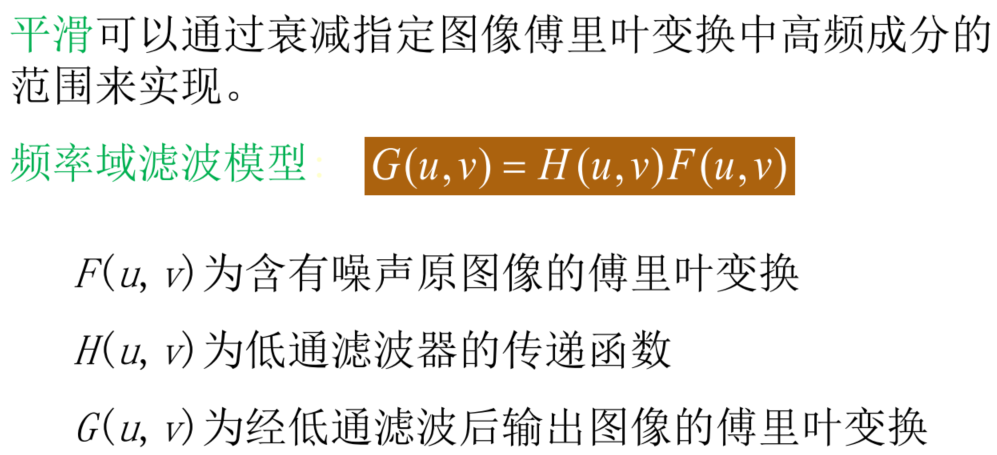 平滑可以通过衰减指定图像傅里叶变换中高频成分的
范围来实现。
频率域滤波模型： G(u,v) = H(u,v)F(u,v)
F(u, v)为含有噪声原图像的傅里叶变换
H(u, v)为低通滤波器的传递函数
G(u, v)为经低通滤波后输出图像的傅里叶变换